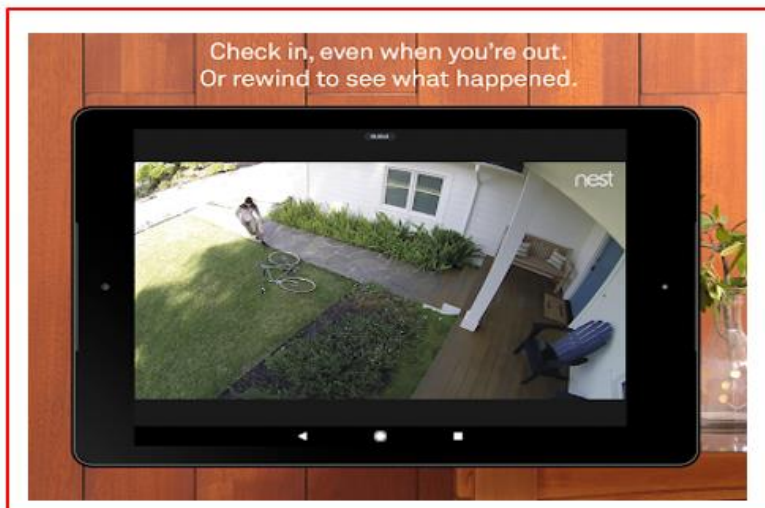 Check in, even when you're out.
Or rewind to see what happened.
nest